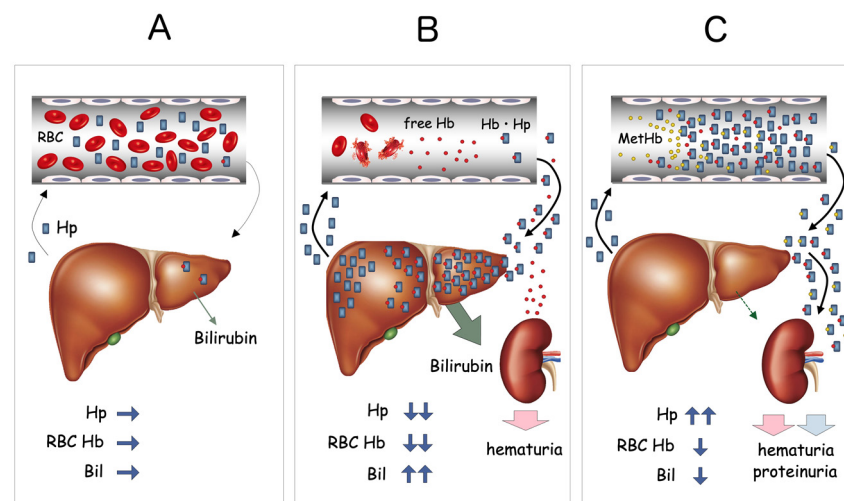 A
B
C
RBC
free Hb
Hb · Hp
MetHb
Hp
Bilirubin
Bilirubin
Hp
RBC Hb
Bil
Hp
RBC Hb
Bil
hematuria
Hp
RBC Hb
Bil
hematuria
proteinuria